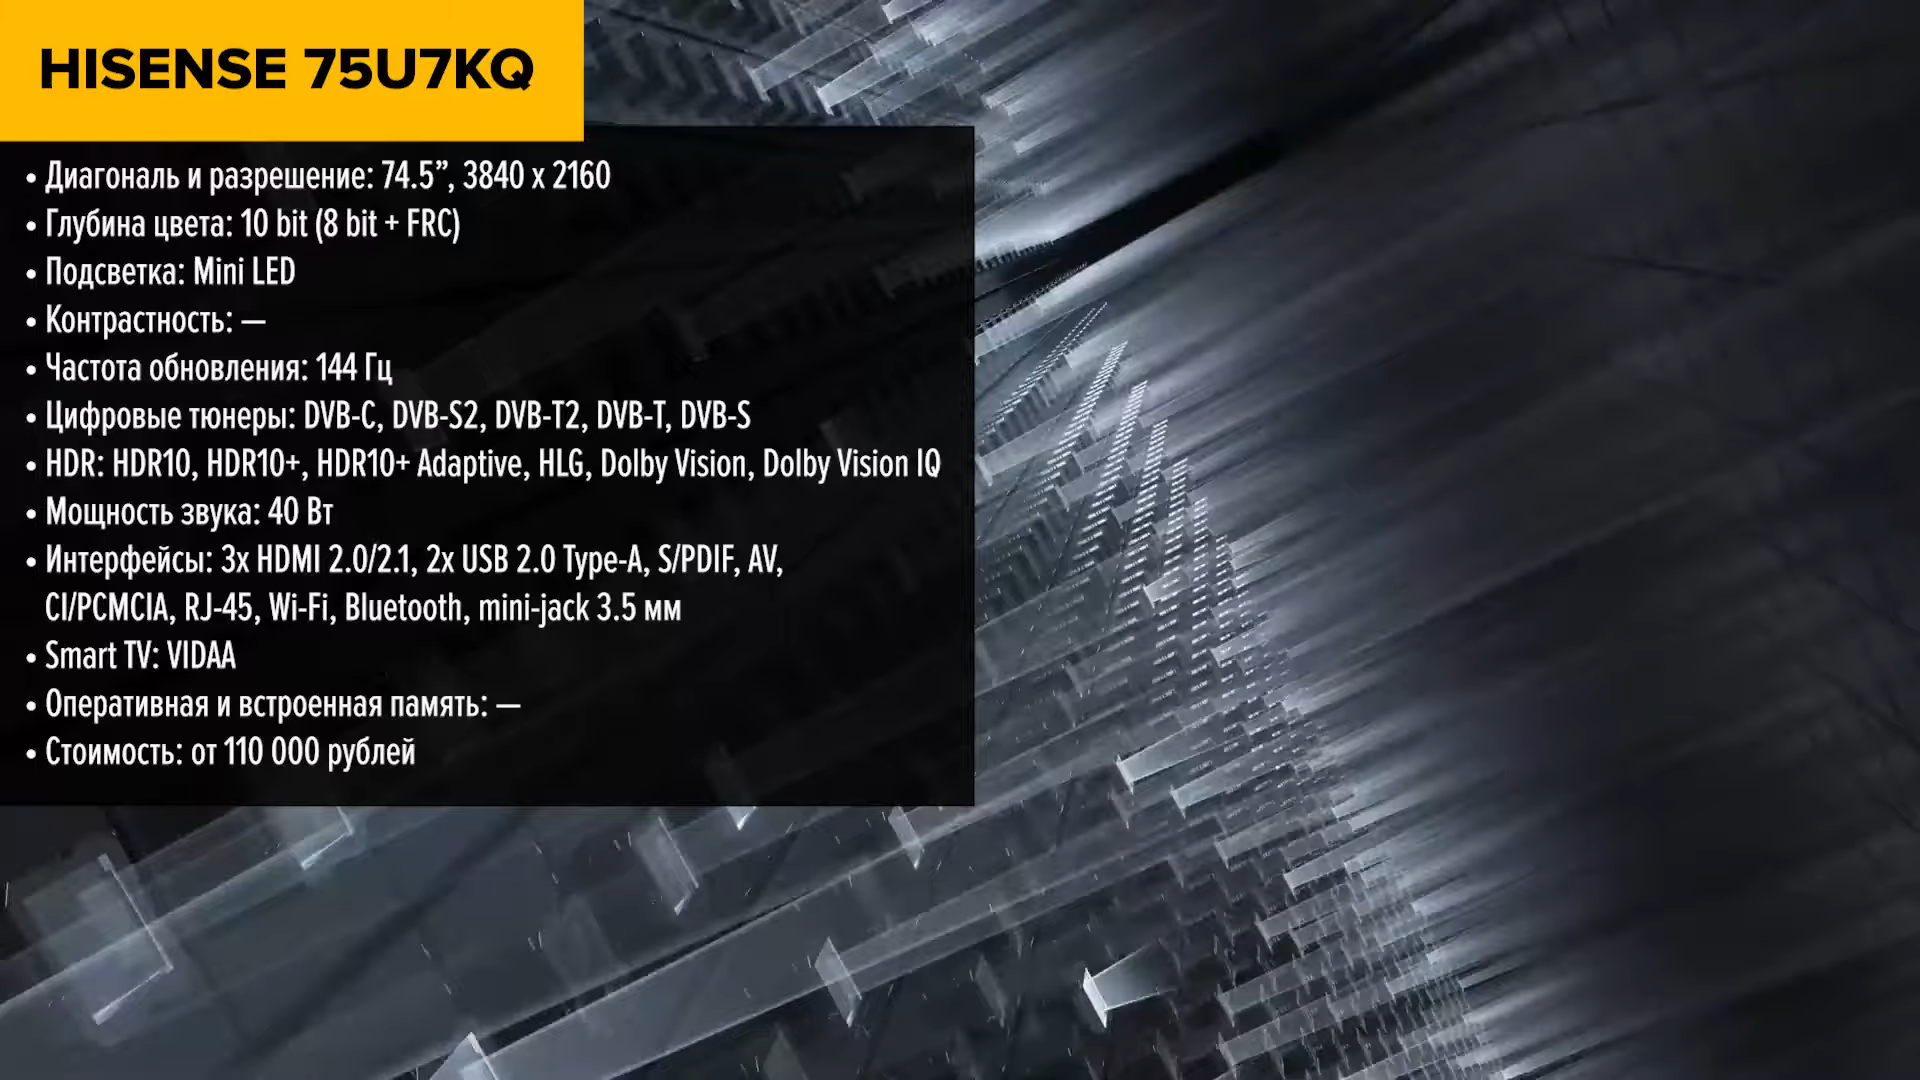 HISENSE 75U7KQ
• Диагональ и разрешение: 74.5”, 3840 x 2160
• Глубина цвета: 10 bit (8 bit + FRC)
• Подсветка: Mini LED
• Контрастность: —
• Частота обновления: 144 Гц
• Цифровые тюнеры: DVB-C, DVB-S2, DVB-T2, DVB-T, DVB-S
• HDR: HDR10, HDR10+, HDR10+ Adaptive, HLG, Dolby Vision, Dolby Vision IQ
• Мощность звука: 40 Вт
• Интерфейсы: 3x HDMI 2.0/2.1, 2x USB 2.0 Type-A, S/PDIF, AV,
CI/PCMCIA, RJ-45, Wi-Fi, Bluetooth, mini-jack 3.5 мм
• Smart TV: VIDAA
• Оперативная и встроенная память: —
• Стоимость: от 110 000 рублей